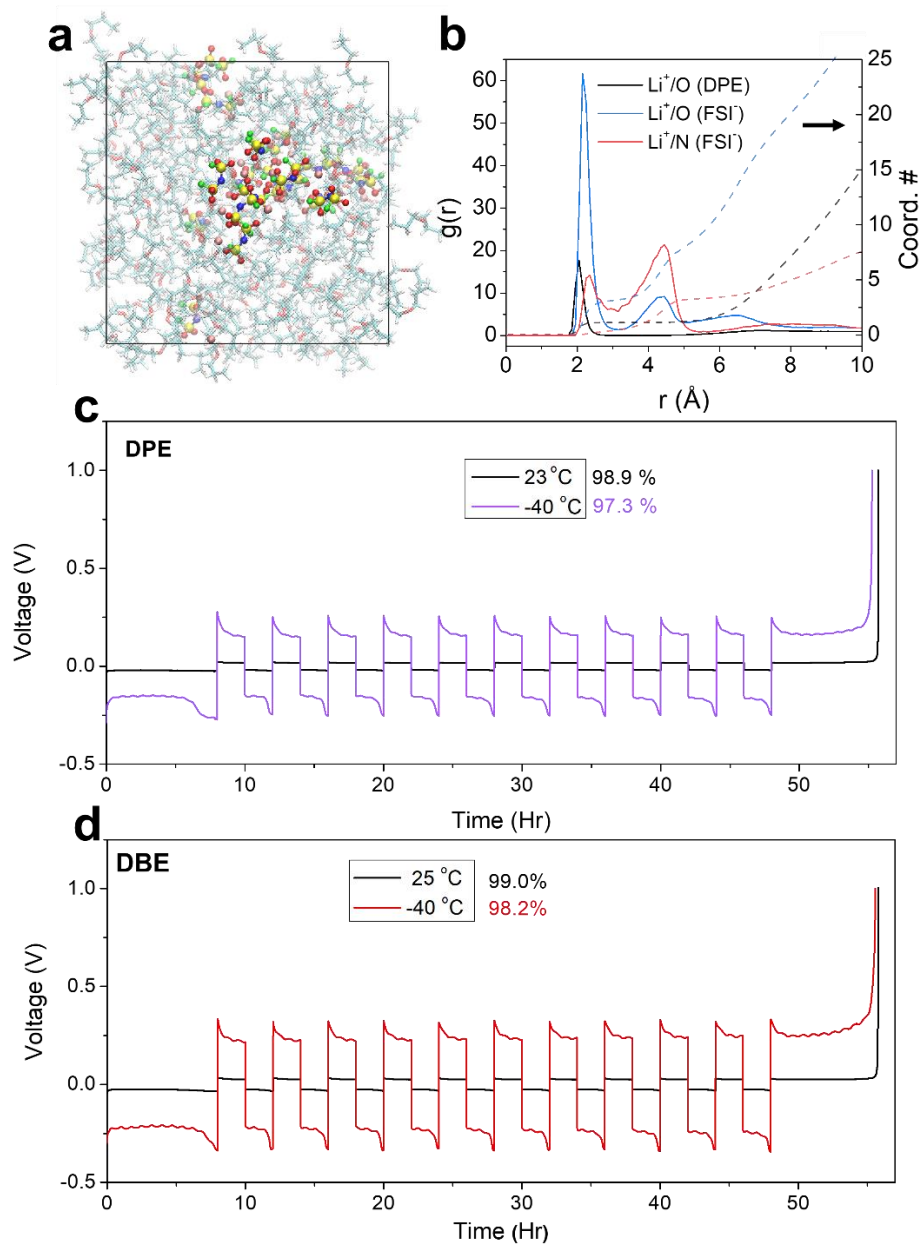 a
b
Li⁺/O (DPE)
Li⁺/O (FSI⁻)
Li⁺/N (FSI⁻)
g(r)
60
50
40
30
20
10
0
25
20
15
10
5
0
Coord. #
0 2 4 6 8 10
r (Å)
c
DPE
23 °C 98.9 %
-40 °C 97.3 %
Voltage (V)
1.0
0.5
0.0
-0.5
0 10 20 30 40 50
Time (Hr)
d
DBE
25 °C 99.0%
-40 °C 98.2%
Voltage (V)
1.0
0.5
0.0
-0.5
0 10 20 30 40 50
Time (Hr)